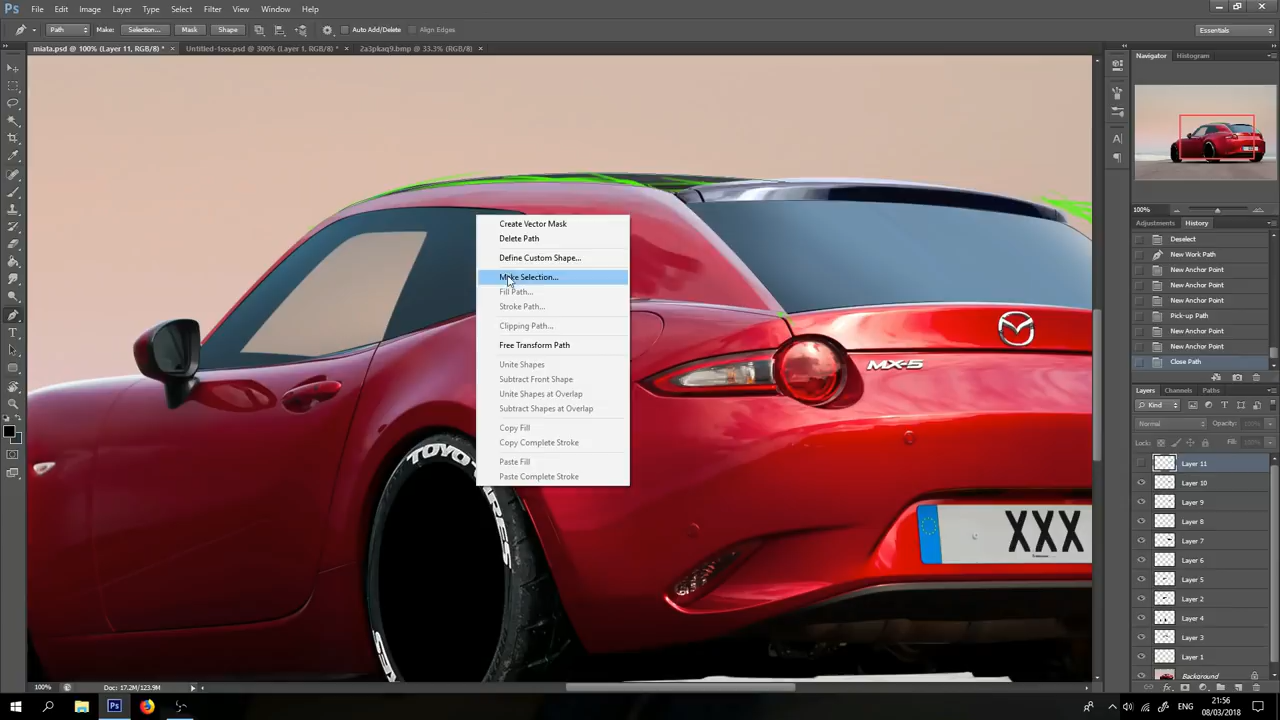 Ps File Edit Image Layer Type Select Filter View Window Help
Path Make: Selection... Mask Shape Auto Add/Delete Align Edges Essentials
miata.psd @ 100% (Layer 11, RGB/8) * × Untitled-1sss.psd @ 300% (Layer 1, RGB/8) * × 2a3pkaq9.bmp @ 33.3% (RGB/8) ×
Navigator Histogram
100%
Adjustments History
Deselect
New Work Path
New Anchor Point
New Anchor Point
New Anchor Point
Pick-up Path
New Anchor Point
New Anchor Point
Close Path
Layers Channels Paths
Kind
Normal Opacity:
Lock: Fill:
Layer 11
Layer 10
Layer 9
Layer 8
Layer 7
Layer 6
Layer 5
Layer 2
Layer 4
Layer 3
Layer 1
Background
Create Vector Mask
Delete Path
Define Custom Shape...
Make Selection...
Fill Path...
Stroke Path...
Clipping Path...
Free Transform Path
Unite Shapes
Subtract Front Shape
Unite Shapes at Overlap
Subtract Shapes at Overlap
Copy Fill
Copy Complete Stroke
Paste Fill
Paste Complete Stroke
MX-5
TOYO
TIRES
XXX
100% Doc: 17.2M/123.9M
Ps ENG 21:56
08/03/2018